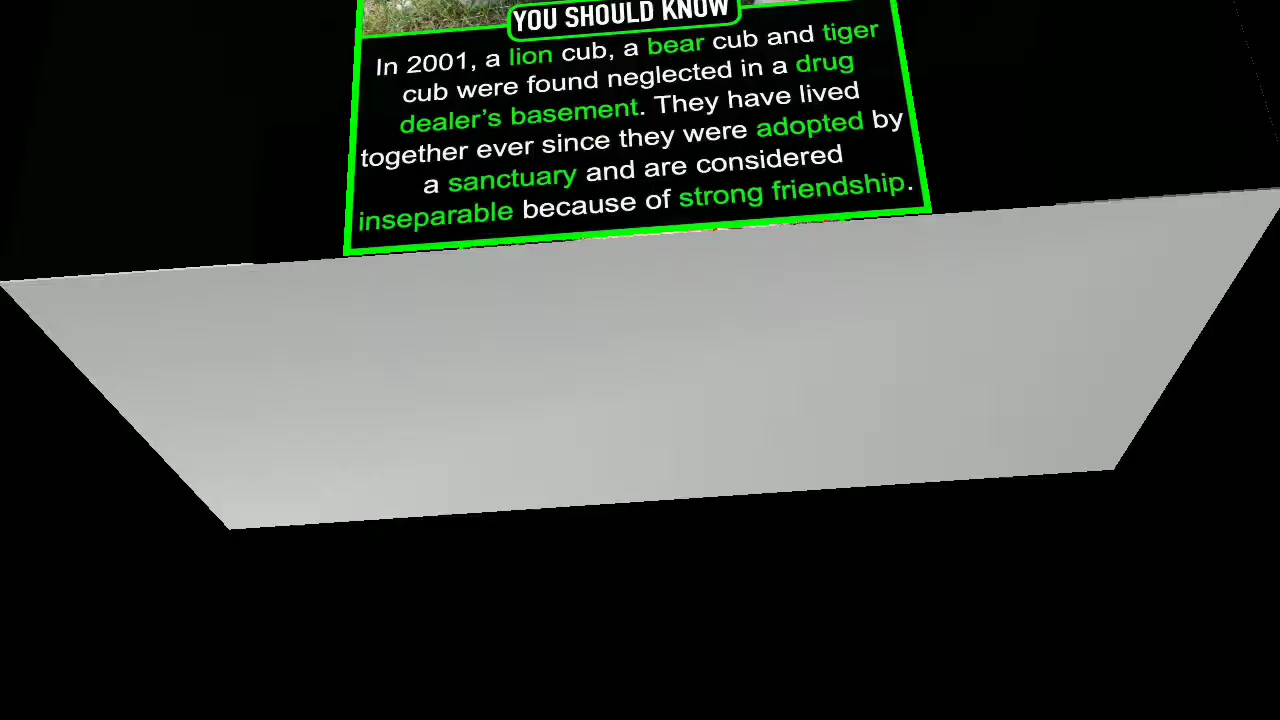 YOU SHOULD KNOW
In 2001, a lion cub, a bear cub and tiger
cub were found neglected in a drug
dealer’s basement. They have lived
together ever since they were adopted by
a sanctuary and are considered
inseparable because of strong friendship.